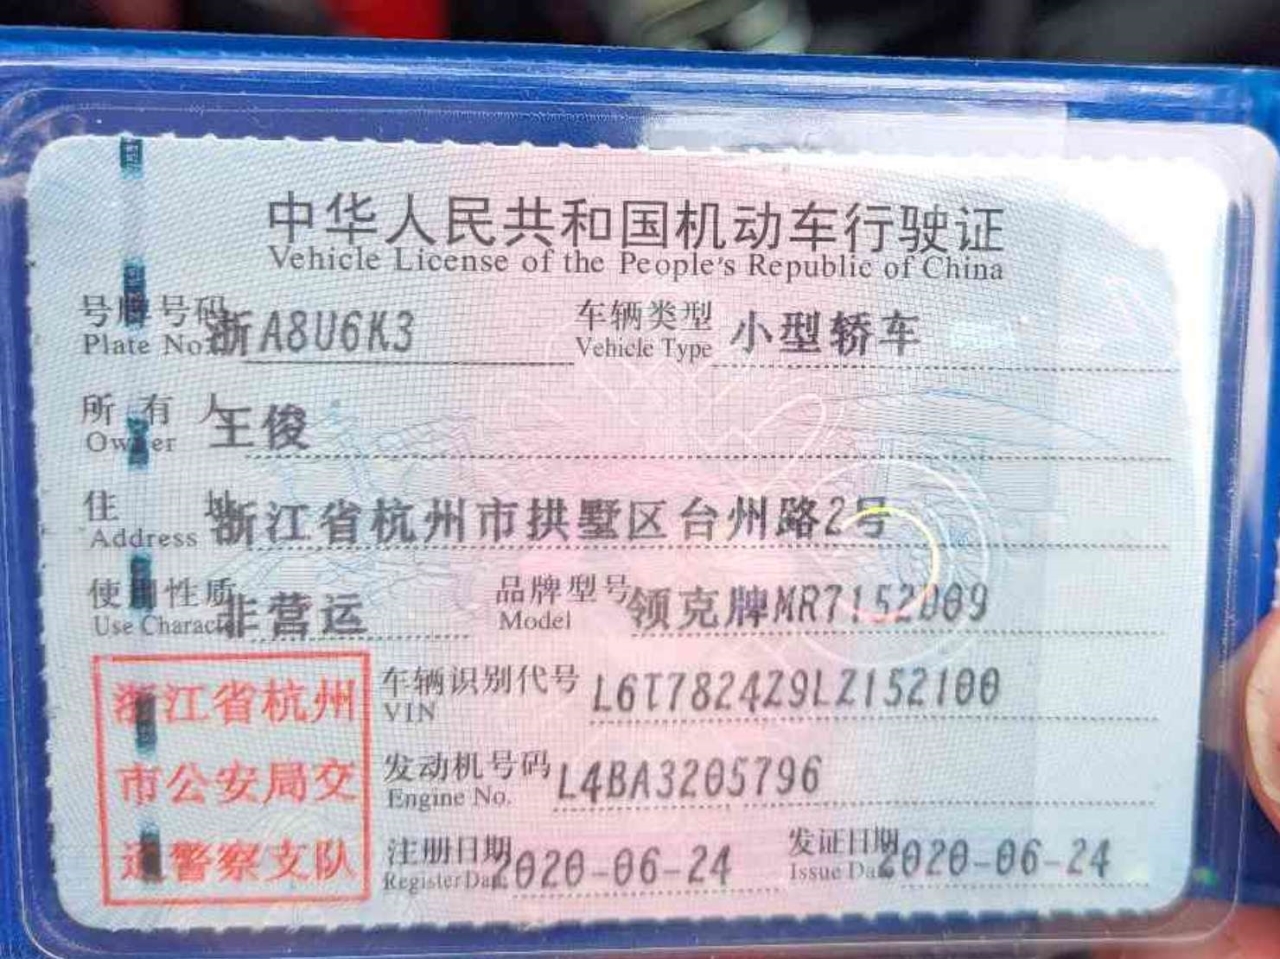 中华人民共和国机动车行驶证
Vehicle License of the People's Republic of China
号牌号码 浙A8U6K3 车辆类型 小型轿车
Plate No. Vehicle Type
所有人 王俊
Owner
住址 浙江省杭州市拱墅区台州路2号
Address
使用性质 非营运 品牌型号 领克牌MR7152D09
Use Character Model
浙江省杭州
市公安局交
通警察支队
车辆识别代号 L6T7824Z9LZ152100
VIN
发动机号码 L4BA3205796
Engine No.
注册日期 2020-06-24 发证日期 2020-06-24
Register Date Issue Date